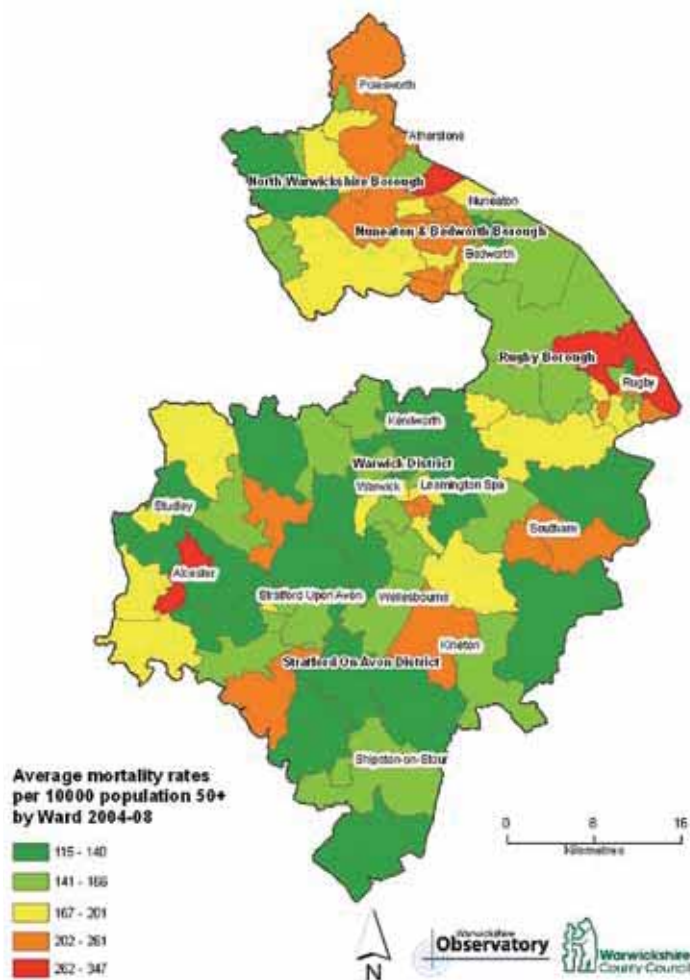 Polesworth
Atherstone
North Warwickshire Borough
Nuneaton
Nuneaton & Bedworth Borough
Bedworth
Rugby Borough
Rugby
Kenilworth
Warwick District
Warwick
Leamington Spa
Studley
Southam
Alcester
Stratford Upon Avon
Wellesbourne
Kineton
Stratford On Avon District
Shipston-on-Stour
Average mortality rates
per 10000 population 50+
by Ward 2004-08
115 - 140
141 - 166
167 - 201
202 - 261
262 - 347
0 8 16
Kilometres
N
Warwickshire
Observatory
Warwickshire
County Council